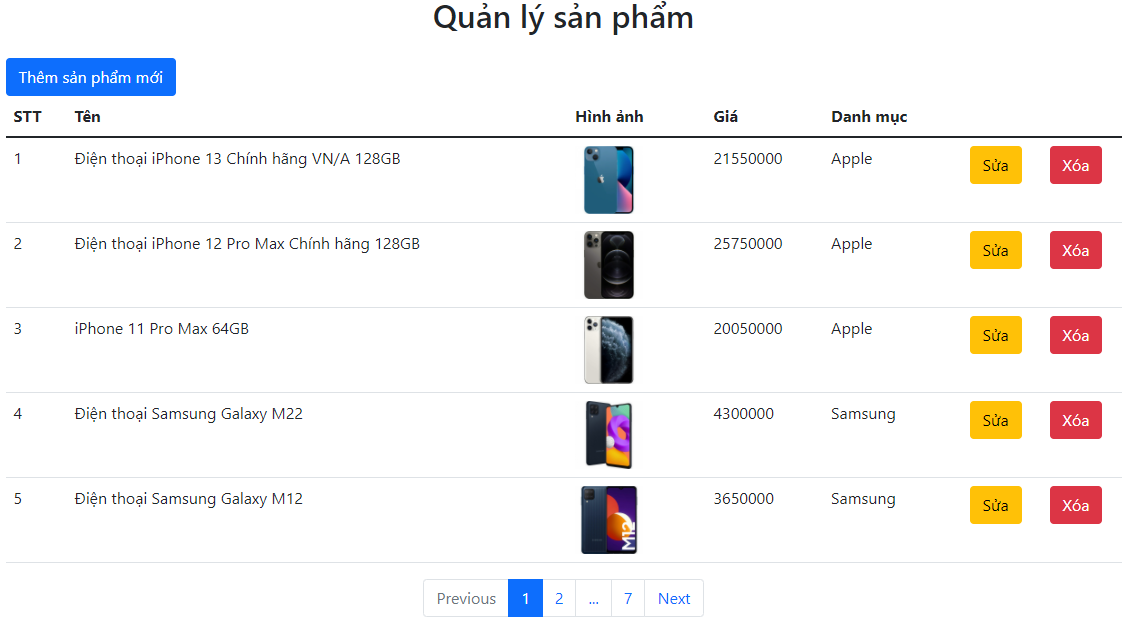 Quản lý sản phẩm
Thêm sản phẩm mới
STT Tên Hình ảnh Giá Danh mục
1 Điện thoại iPhone 13 Chính hãng VN/A 128GB 21550000 Apple Sửa Xóa
2 Điện thoại iPhone 12 Pro Max Chính hãng 128GB 25750000 Apple Sửa Xóa
3 iPhone 11 Pro Max 64GB 20050000 Apple Sửa Xóa
4 Điện thoại Samsung Galaxy M22 4300000 Samsung Sửa Xóa
5 Điện thoại Samsung Galaxy M12 M12 3650000 Samsung Sửa Xóa
Previous 1 2 ... 7 Next